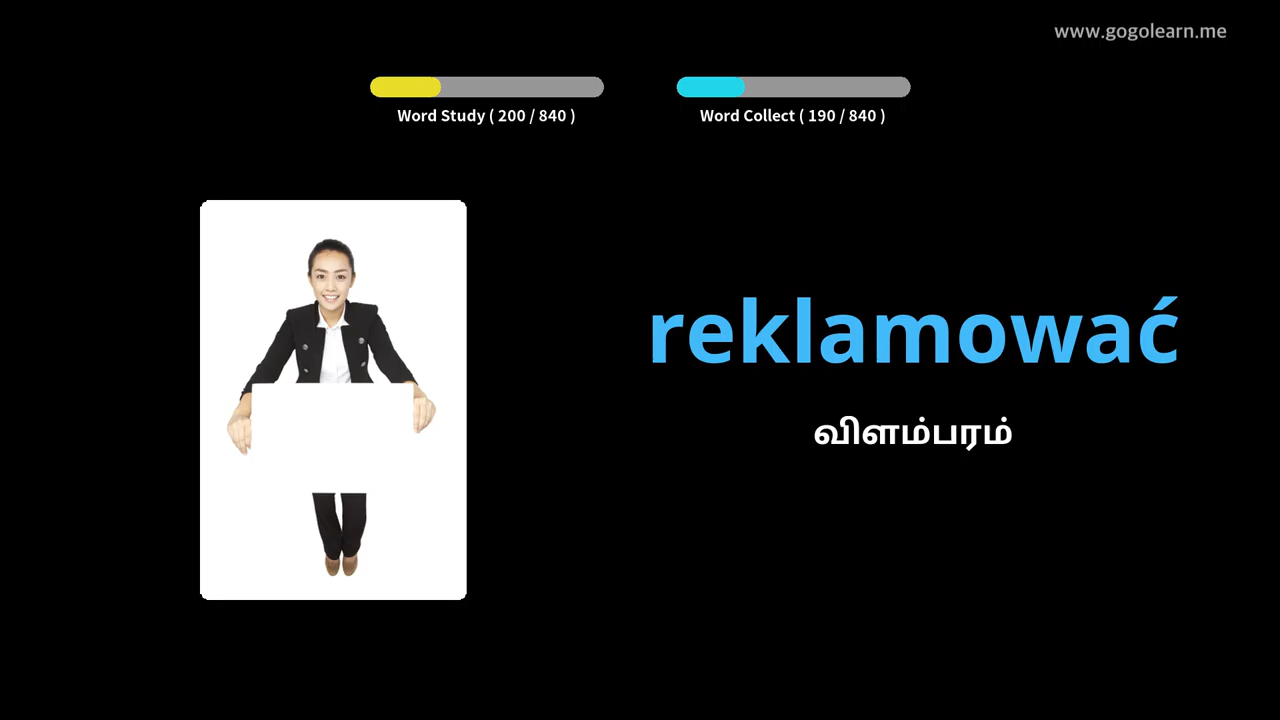 www.gogolearn.me
Word Study ( 200 / 840 )
Word Collect ( 190 / 840 )
reklamować
விளம்பரம்